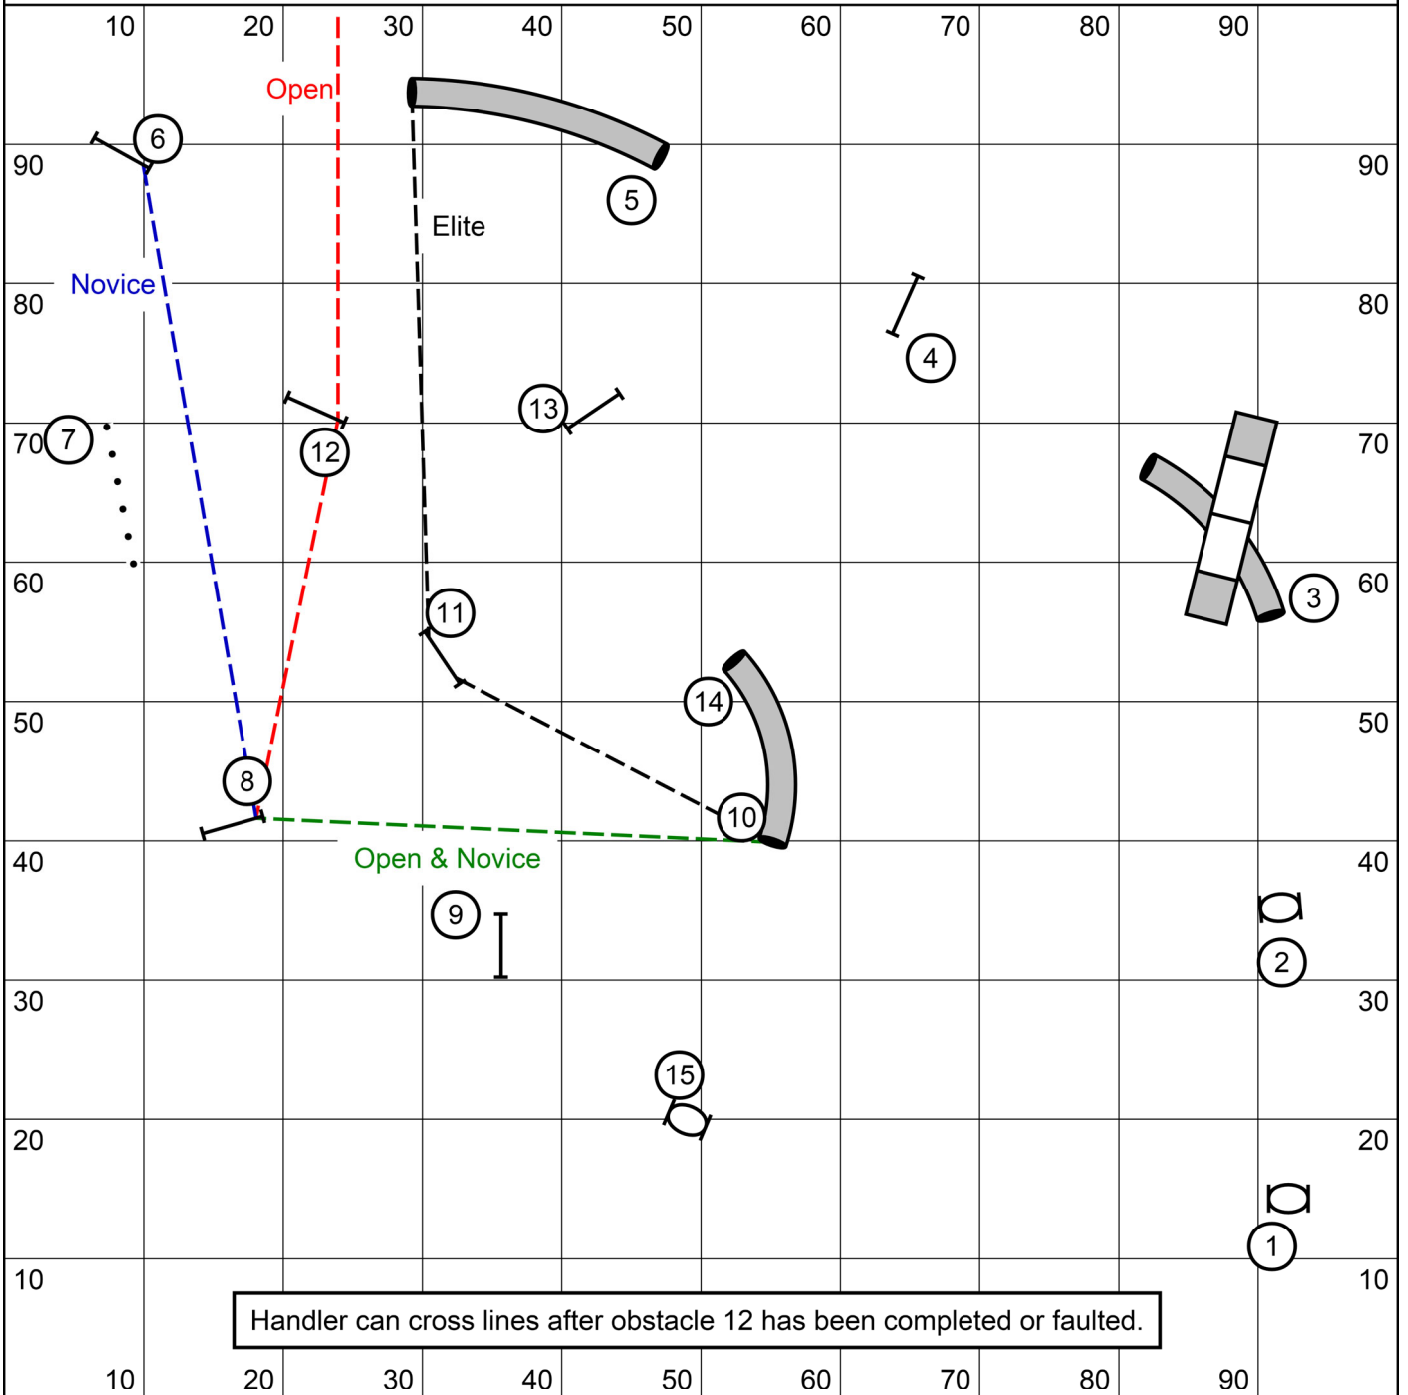 10 20 30 40 50 60 70 80 90
Open
6
90 90
5
Elite
Novice
80 80
4
13
7 70 12 70
60 3 60
11
14
50 50
8
10
40 Open & Novice 40
9
2
30 30
15
20 20
1
10 10
Handler can cross lines after obstacle 12 has been completed or faulted.
10 20 30 40 50 60 70 80 90